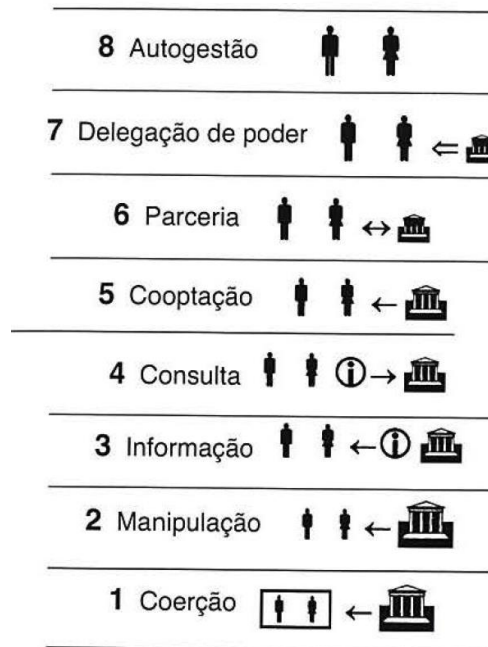 8 Autogestão
7 Delegação de poder
6 Parceria
5 Cooptação
4 Consulta
3 Informação
2 Manipulação
1 Coerção